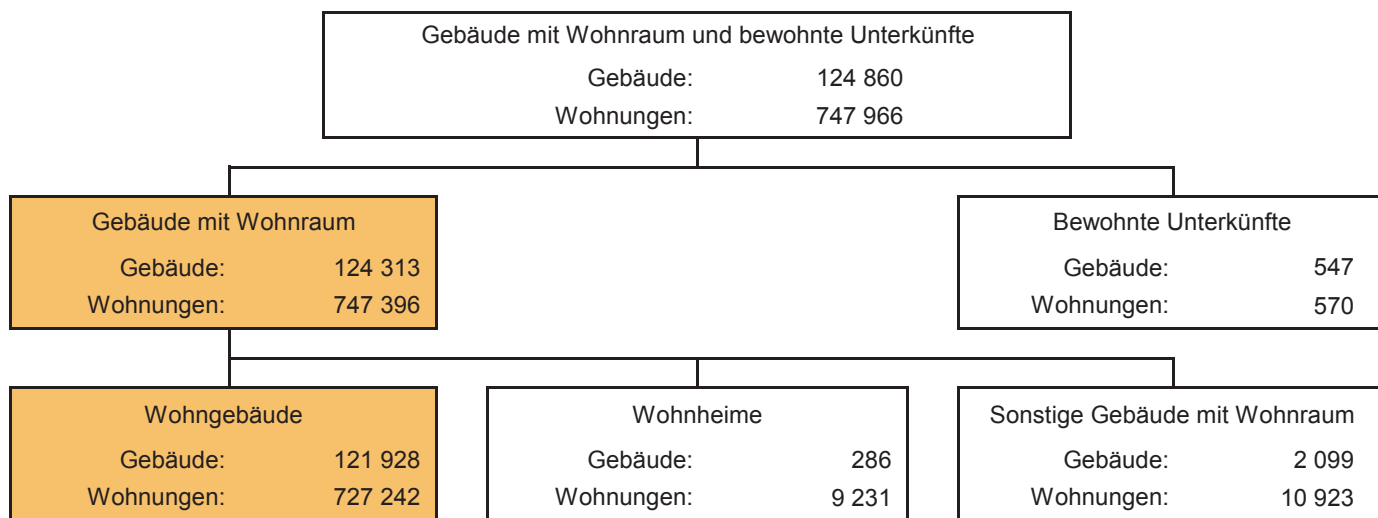 Gebäude mit Wohnraum und bewohnte Unterkünfte
Gebäude: 124 860
Wohnungen: 747 966
Gebäude mit Wohnraum
Gebäude: 124 313
Wohnungen: 747 396
Bewohnte Unterkünfte
Gebäude: 547
Wohnungen: 570
Wohngebäude
Gebäude: 121 928
Wohnungen: 727 242
Wohnheime
Gebäude: 286
Wohnungen: 9 231
Sonstige Gebäude mit Wohnraum
Gebäude: 2 099
Wohnungen: 10 923